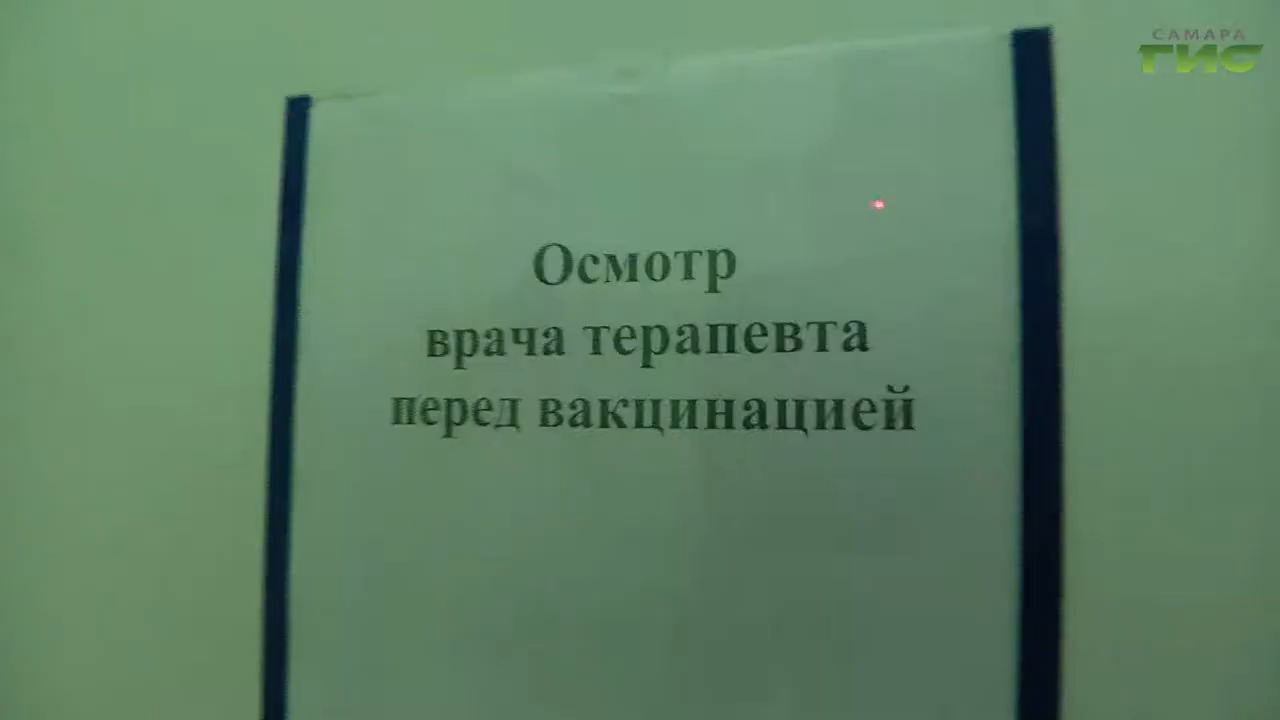 САМАРА
ГИС
Осмотр
врача терапевта
перед вакцинацией